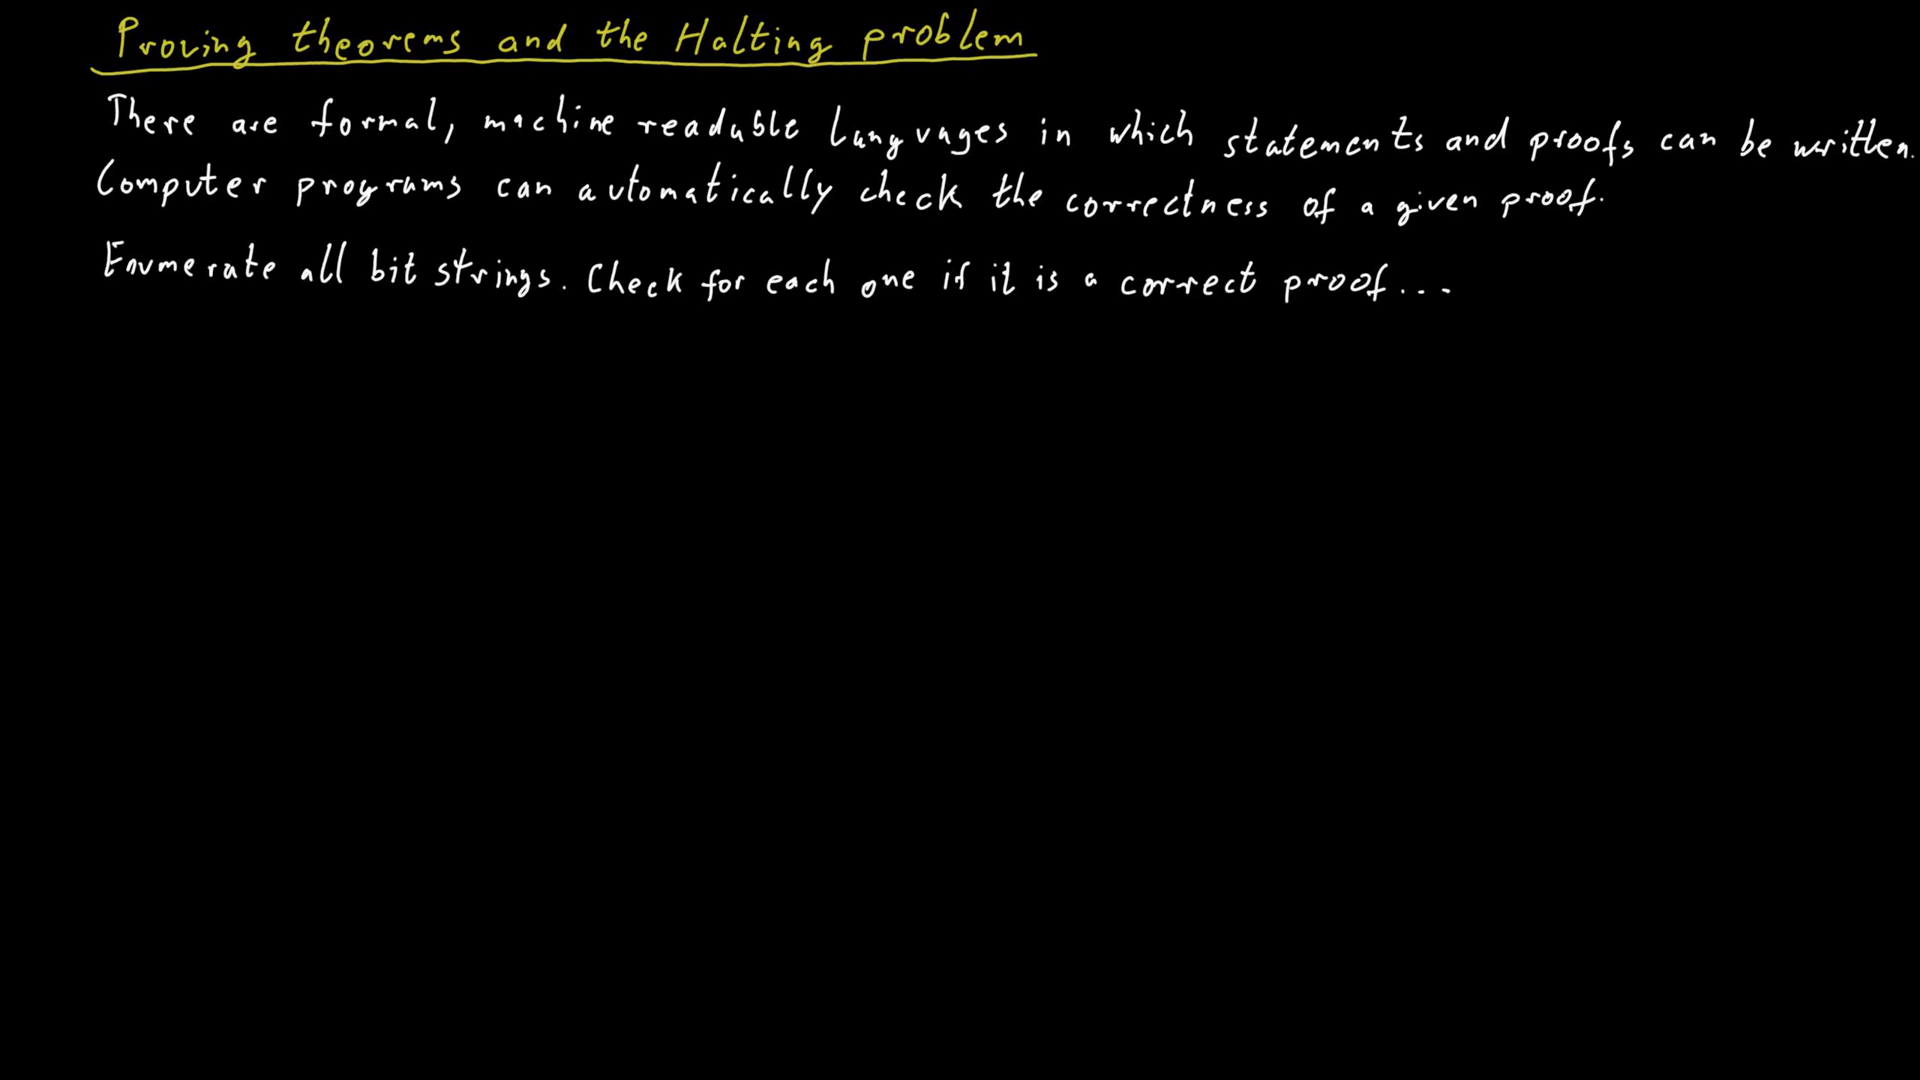 Proving theorems and the Halting problem
There are formal, machine readable languages in which statements and proofs can be written.
Computer programs can automatically check the correctness of a given proof.
Enumerate all bit strings. Check for each one if it is a correct proof...